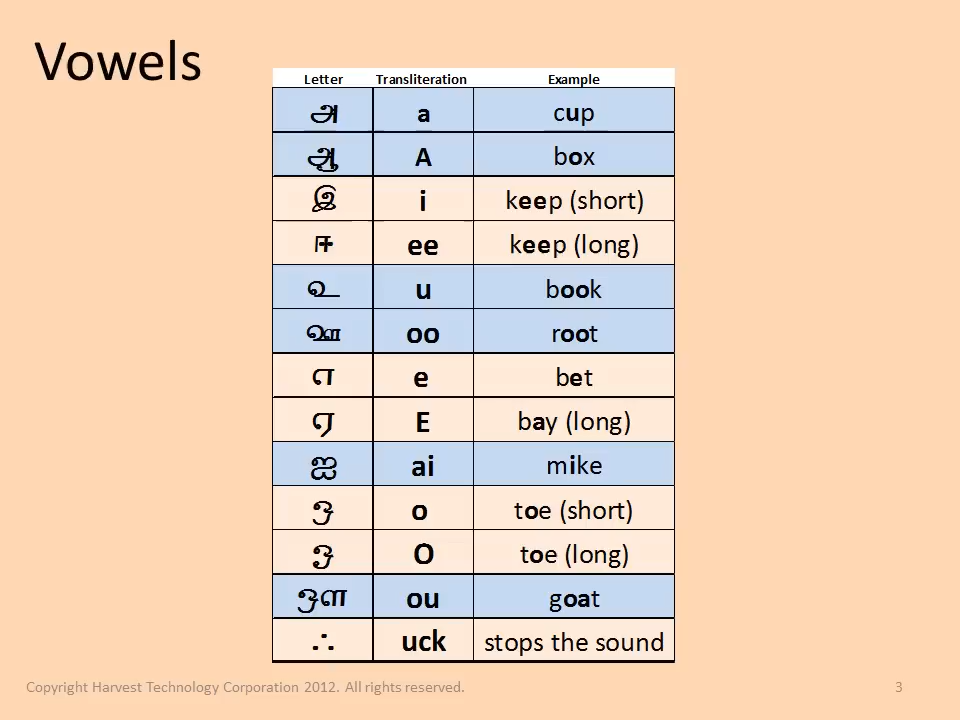 Vowels
Letter Transliteration Example
அ a cup
ஆ A box
இ i keep (short)
ஈ ee keep (long)
உ u book
ஊ oo root
எ e bet
ஏ E bay (long)
ஐ ai mike
ஒ o toe (short)
ஓ O toe (long)
ஔ ou goat
ஃ uck stops the sound
Copyright Harvest Technology Corporation 2012. All rights reserved. 3